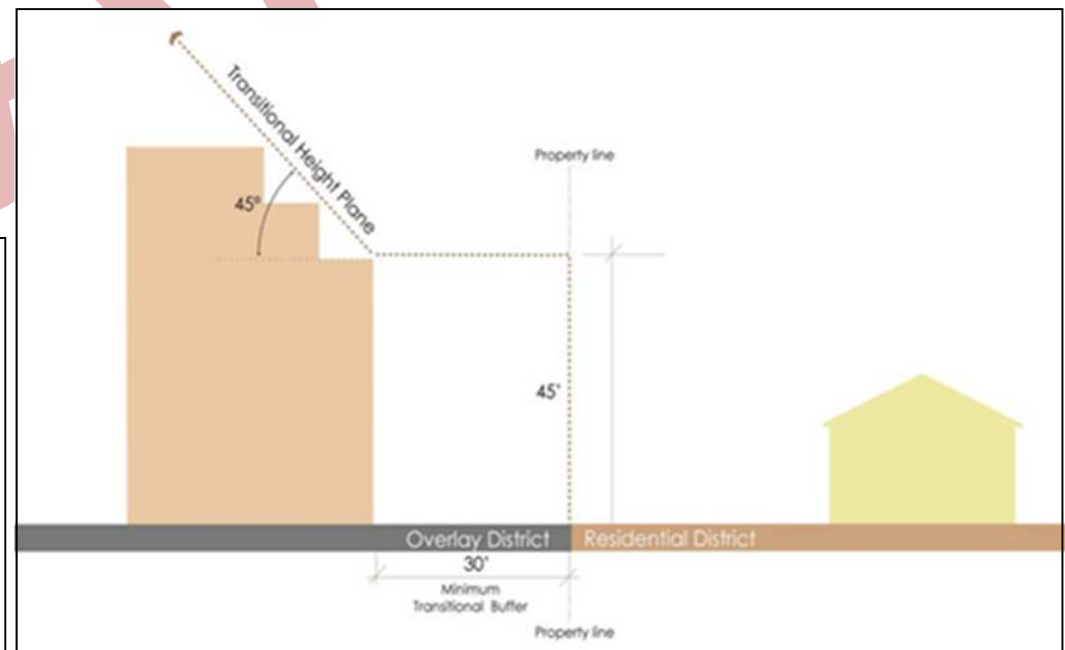 Transitional Height Plane
Property line
45°
45'
Overlay District
Residential District
30'
Minimum
Transitional Buffer
Property line